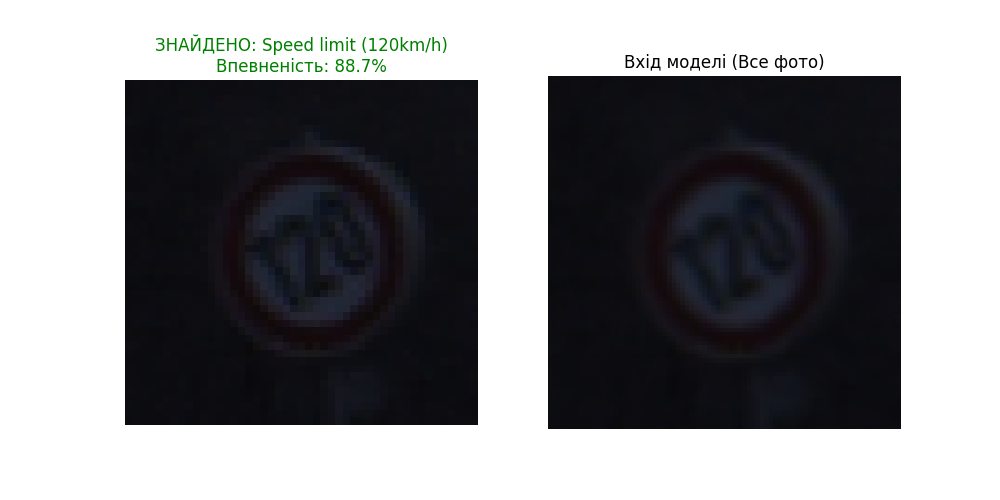 ЗНАЙДЕНО: Speed limit (120km/h)
Впевненість: 88.7%
120
Вхід моделі (Все фото)
120